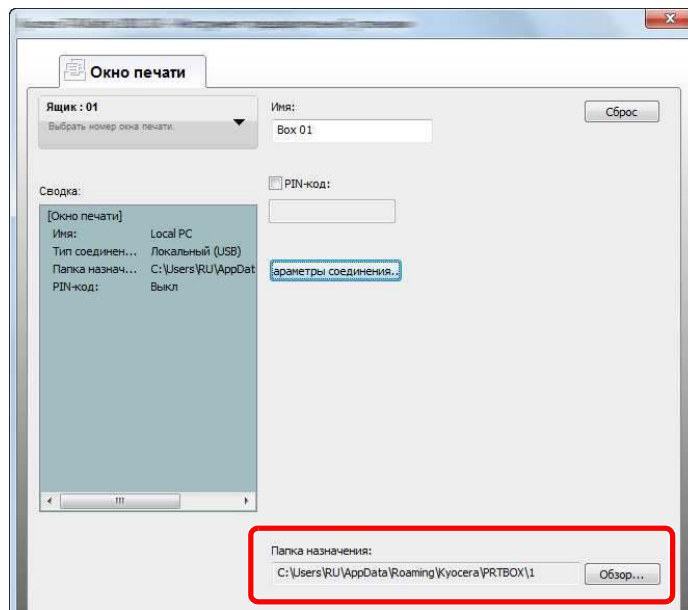 Окно печати
Ящик : 01
Выбрать номер окна печати.
Имя:
Box 01
Сброс
PIN-код:
Сводка:
[Окно печати]
Имя: Local PC
Тип соединен... Локальный (USB)
Папка назнач... C:\Users\RU\AppDat
PIN-код: Выкл
араметры соединения..
Папка назначения:
C:\Users\RU\AppData\Roaming\Kyocera\PRTBOX\1
Обзор...